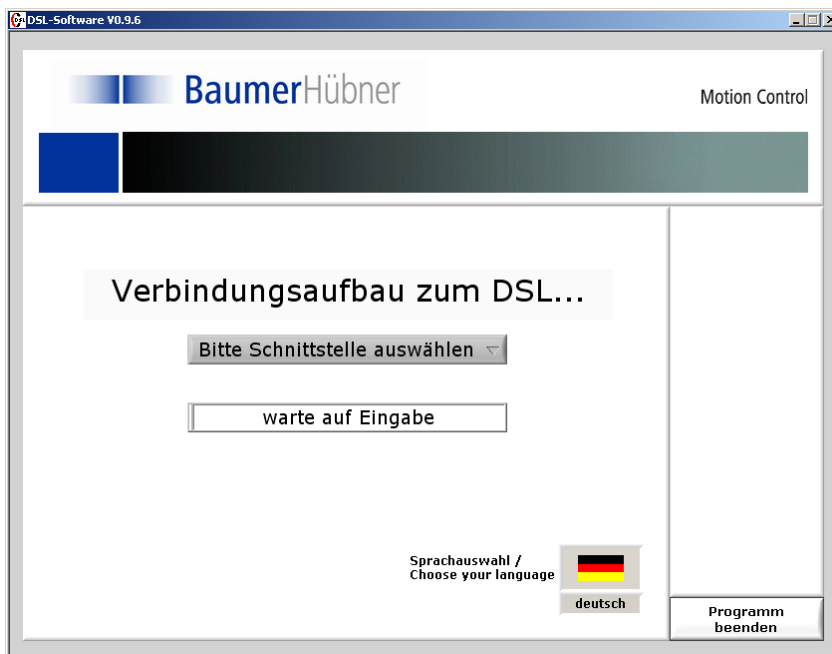 DSL-Software V0.9.6
BaumerHübner
Motion Control
Verbindungsaufbau zum DSL...
Bitte Schnittstelle auswählen
warte auf Eingabe
Sprachauswahl /
Choose your language
deutsch
Programm
beenden